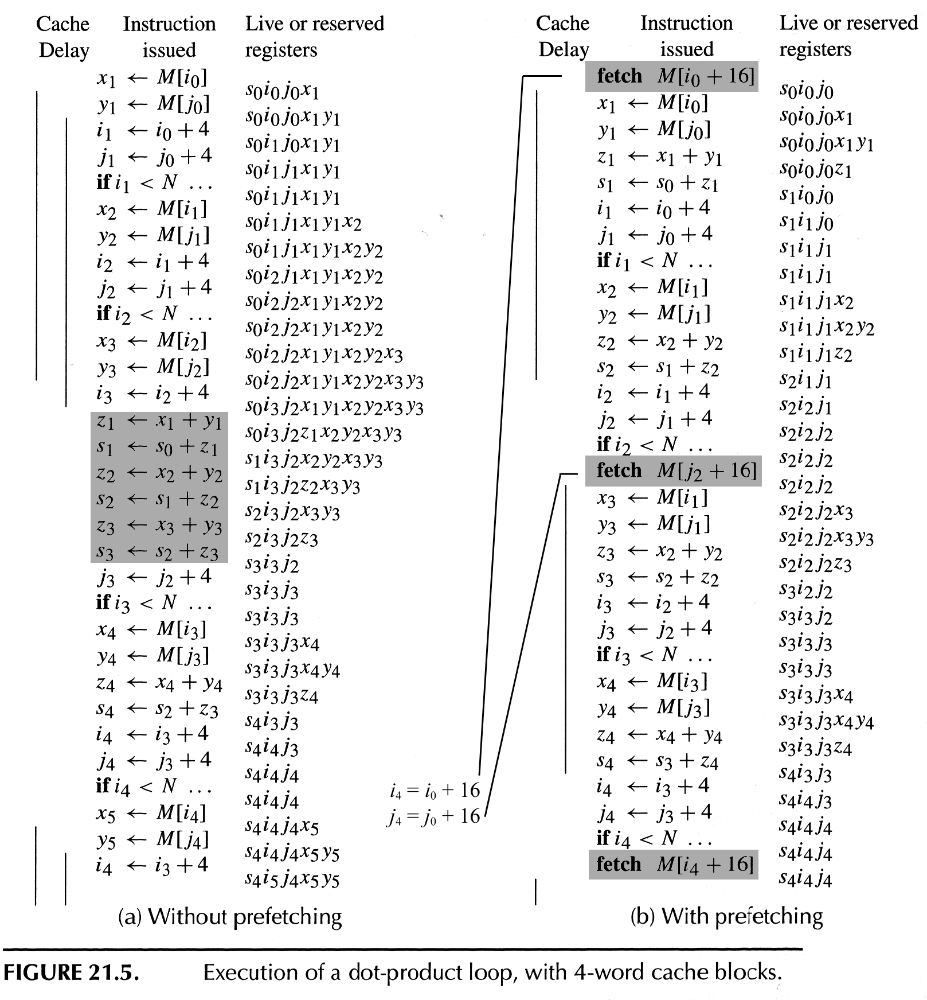 Cache Instruction Live or reserved
Delay issued registers
x₁ ← M[i₀] s₀i₀j₀x₁
y₁ ← M[j₀] s₀i₀j₀x₁y₁
i₁ ← i₀ + 4 s₀i₁j₀x₁y₁
j₁ ← j₀ + 4 s₀i₁j₁x₁y₁
if i₁ < N ... s₀i₁j₁x₁y₁
x₂ ← M[i₁] s₀i₁j₁x₁y₁x₂
y₂ ← M[j₁] s₀i₁j₁x₁y₁x₂y₂
i₂ ← i₁ + 4 s₀i₂j₁x₁y₁x₂y₂
j₂ ← j₁ + 4 s₀i₂j₂x₁y₁x₂y₂
if i₂ < N ... s₀i₂j₂x₁y₁x₂y₂
x₃ ← M[i₂] s₀i₂j₂x₁y₁x₂y₂x₃
y₃ ← M[j₂] s₀i₂j₂x₁y₁x₂y₂x₃y₃
i₃ ← i₂ + 4 s₀i₃j₂x₁y₁x₂y₂x₃y₃
z₁ ← x₁ + y₁ s₀i₃j₂z₁x₂y₂x₃y₃
s₁ ← s₀ + z₁ s₁i₃j₂x₂y₂x₃y₃
z₂ ← x₂ + y₂ s₁i₃j₂z₂x₃y₃
s₂ ← s₁ + z₂ s₂i₃j₂x₃y₃
z₃ ← x₃ + y₃ s₂i₃j₂z₃
s₃ ← s₂ + z₃ s₃i₃j₂
j₃ ← j₂ + 4 s₃i₃j₃
if i₃ < N ... s₃i₃j₃
x₄ ← M[i₃] s₃i₃j₃x₄
y₄ ← M[j₃] s₃i₃j₃x₄y₄
z₄ ← x₄ + y₄ s₃i₃j₃z₄
s₄ ← s₂ + z₃ s₄i₃j₃
i₄ ← i₃ + 4 s₄i₄j₃
j₄ ← j₃ + 4 s₄i₄j₄
if i₄ < N ... s₄i₄j₄
x₅ ← M[i₄] s₄i₄j₄x₅
y₅ ← M[j₄] s₄i₄j₄x₅y₅
i₄ ← i₃ + 4 s₄i₅j₄x₅y₅
(a) Without prefetching
i₄ = i₀ + 16
j₄ = j₀ + 16
Cache Instruction Live or reserved
Delay issued registers
fetch M[i₀ + 16] s₀i₀j₀
x₁ ← M[i₀] s₀i₀j₀x₁
y₁ ← M[j₀] s₀i₀j₀x₁y₁
z₁ ← x₁ + y₁ s₀i₀j₀z₁
s₁ ← s₀ + z₁ s₁i₀j₀
i₁ ← i₀ + 4 s₁i₁j₀
j₁ ← j₀ + 4 s₁i₁j₁
if i₁ < N ... s₁i₁j₁
x₂ ← M[i₁] s₁i₁j₁x₂
y₂ ← M[j₁] s₁i₁j₁x₂y₂
z₂ ← x₂ + y₂ s₁i₁j₁z₂
s₂ ← s₁ + z₂ s₂i₁j₁
i₂ ← i₁ + 4 s₂i₂j₁
j₂ ← j₁ + 4 s₂i₂j₂
if i₂ < N ... s₂i₂j₂
fetch M[j₂ + 16] s₂i₂j₂
x₃ ← M[i₁] s₂i₂j₂x₃
y₃ ← M[j₁] s₂i₂j₂x₃y₃
z₃ ← x₂ + y₂ s₂i₂j₂z₃
s₃ ← s₂ + z₂ s₃i₂j₂
i₃ ← i₂ + 4 s₃i₃j₂
j₃ ← j₂ + 4 s₃i₃j₃
if i₃ < N ... s₃i₃j₃
x₄ ← M[i₃] s₃i₃j₃x₄
y₄ ← M[j₃] s₃i₃j₃x₄y₄
z₄ ← x₄ + y₄ s₃i₃j₃z₄
s₄ ← s₃ + z₄ s₄i₃j₃
i₄ ← i₃ + 4 s₄i₄j₃
j₄ ← j₃ + 4 s₄i₄j₄
if i₄ < N ... s₄i₄j₄
fetch M[i₄ + 16] s₄i₄j₄
(b) With prefetching
FIGURE 21.5. Execution of a dot-product loop, with 4-word cache blocks.